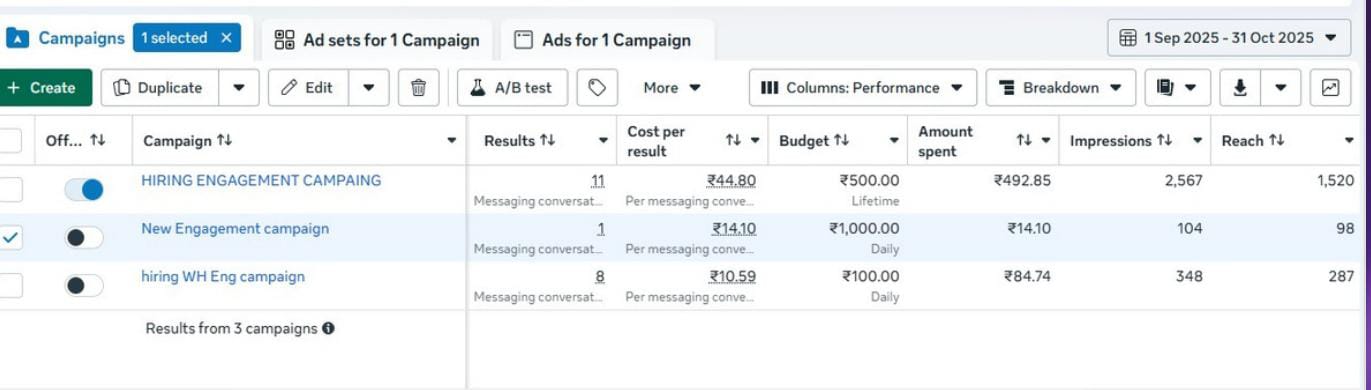 Campaigns 1 selected × Ad sets for 1 Campaign Ads for 1 Campaign 1 Sep 2025 - 31 Oct 2025
+ Create Duplicate Edit A/B test More Columns: Performance Breakdown
Off... Campaign Results Cost per result Budget Amount spent Impressions Reach
HIRING ENGAGEMENT CAMPAING 11 ₹44.80 ₹500.00 ₹492.85 2,567 1,520
Messaging conversat... Per messaging conve... Lifetime
New Engagement campaign 1 ₹14.10 ₹1,000.00 ₹14.10 104 98
Messaging conversat... Per messaging conve... Daily
hiring WH Eng campaign 8 ₹10.59 ₹100.00 ₹84.74 348 287
Messaging conversat... Per messaging conve... Daily
Results from 3 campaigns